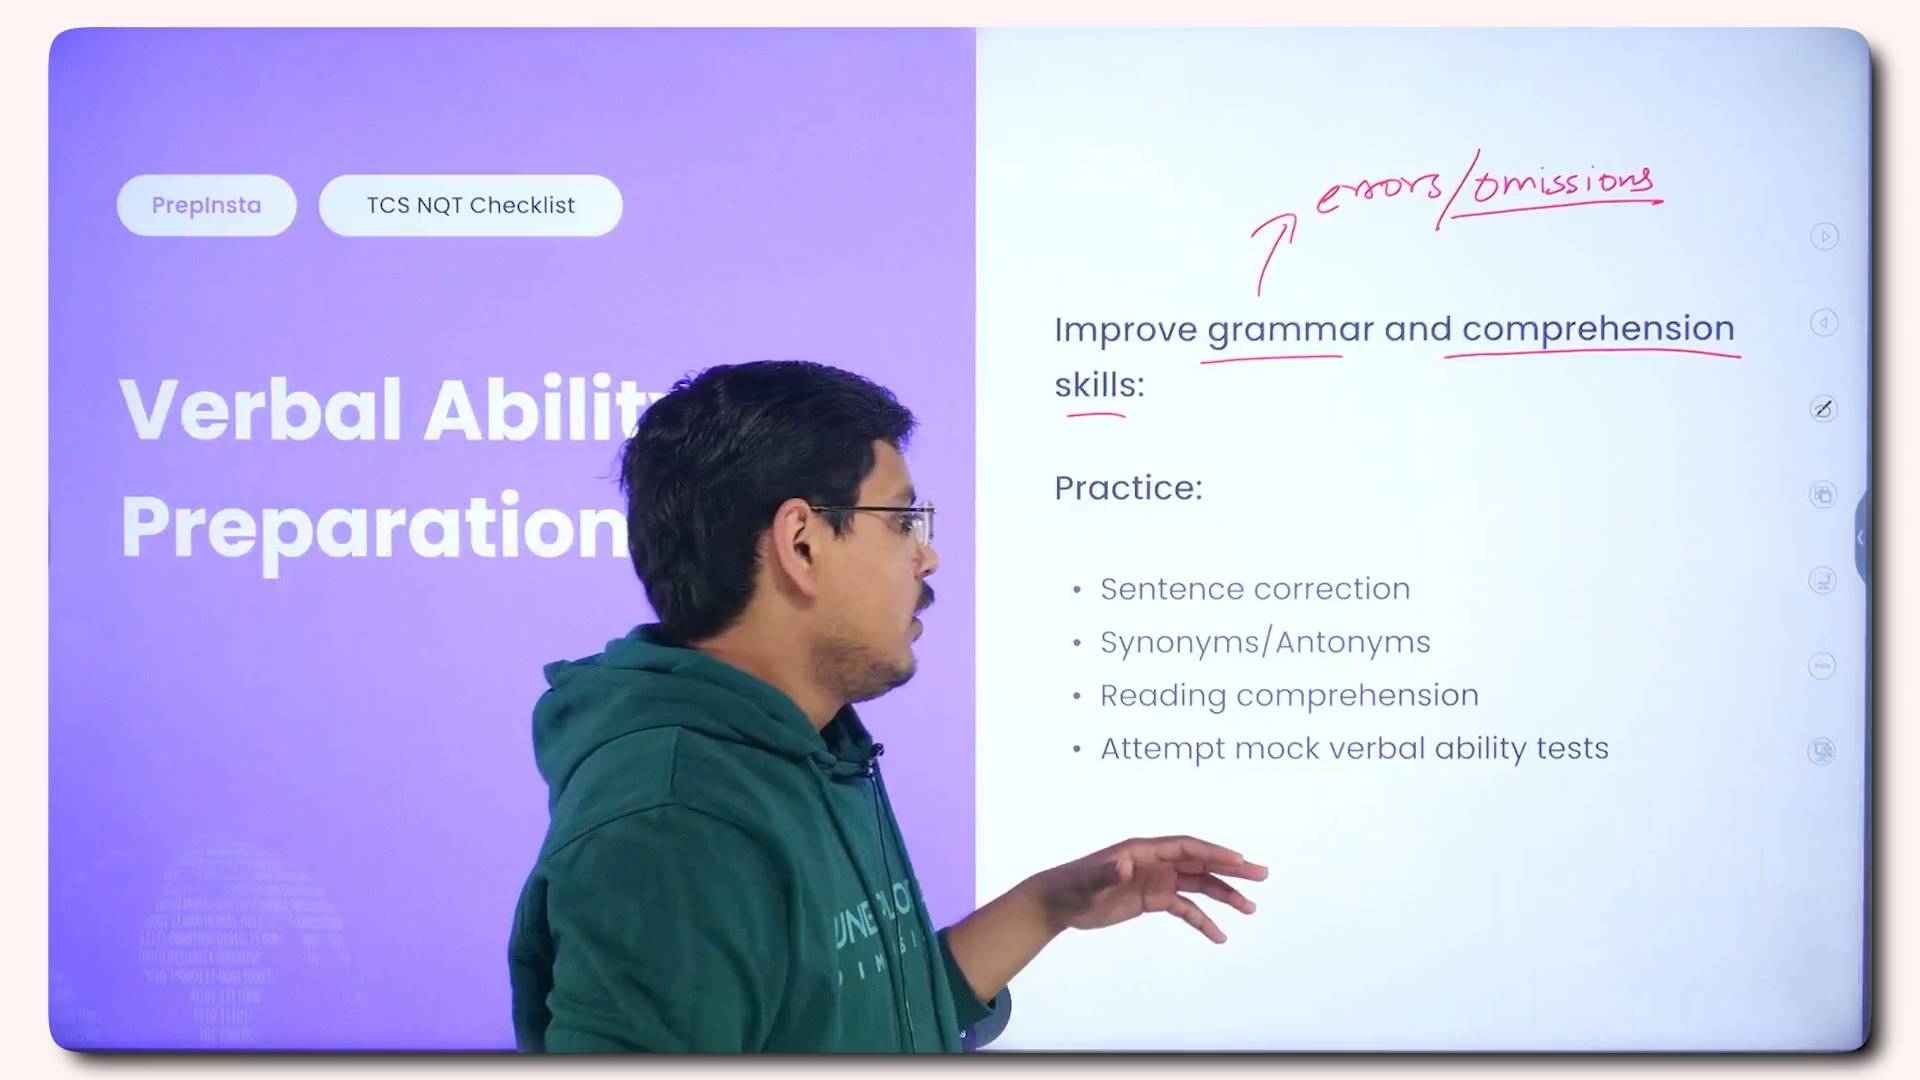 PrepInsta
TCS NQT Checklist
Verbal Ability
Preparation
errors/omissions
Improve grammar and comprehension
skills:
Practice:
• Sentence correction
• Synonyms/Antonyms
• Reading comprehension
• Attempt mock verbal ability tests